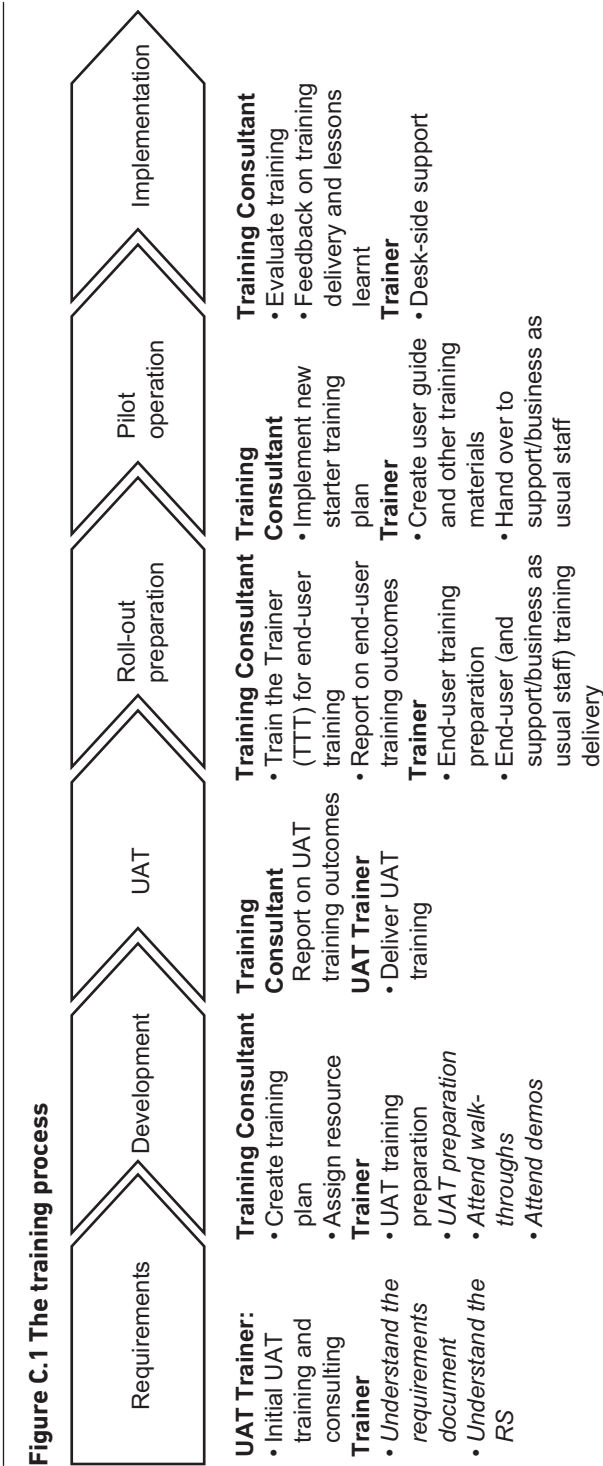 Figure C.1 The training process
Requirements
Development
UAT
Roll-out
preparation
Pilot
operation
Implementation
UAT Trainer:
• Initial UAT
training and
consulting
Trainer
• Understand the
requirements
document
• Understand the
RS
Training Consultant
• Create training
plan
• Assign resource
Trainer
• UAT training
preparation
• UAT preparation
• Attend walk-
throughs
• Attend demos
Training
Consultant
Report on UAT
training outcomes
UAT Trainer
• Deliver UAT
training
Training Consultant
• Train the Trainer
(TTT) for end-user
training
• Report on end-user
training outcomes
Trainer
• End-user training
preparation
• End-user (and
support/business as
usual staff) training
delivery
Training
Consultant
• Implement new
starter training
plan
Trainer
• Create user guide
and other training
materials
• Hand over to
support/business as
usual staff
Training Consultant
• Evaluate training
• Feedback on training
delivery and lessons
learnt
Trainer
• Desk-side support